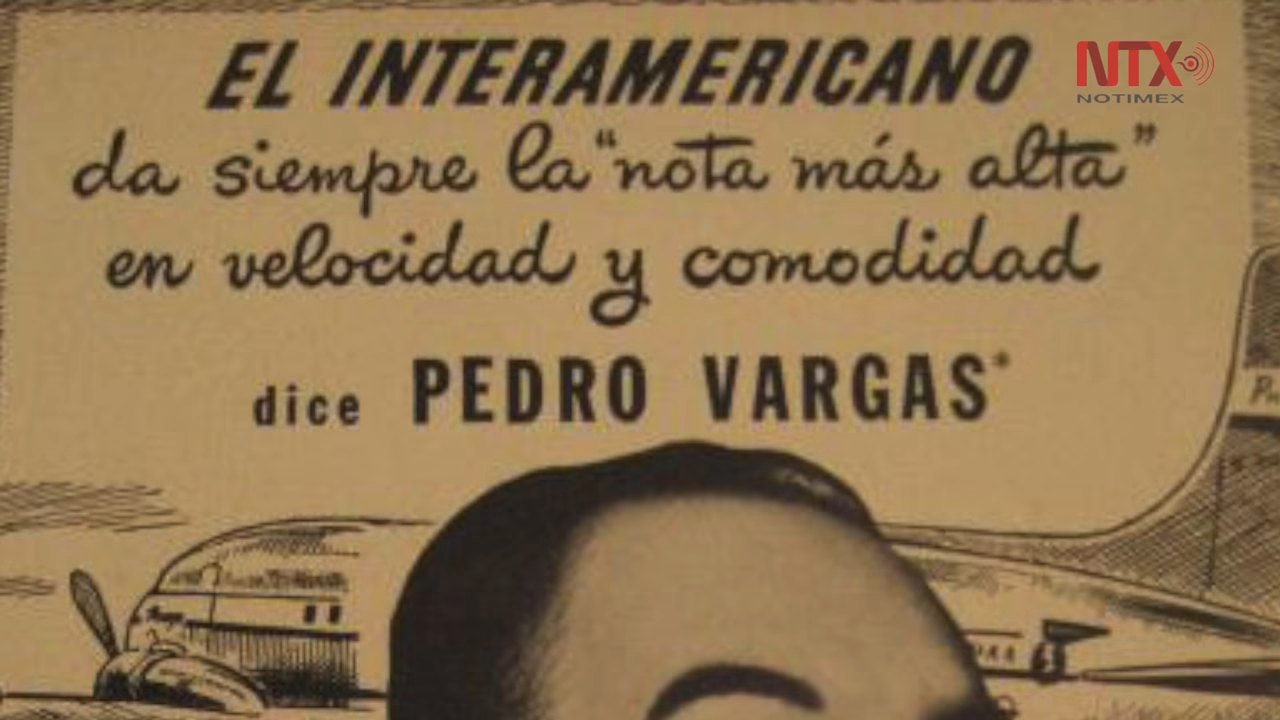 EL INTERAMERICANO
NTX
NOTIMEX
da siempre la "nota más alta"
en velocidad y comodidad
dice PEDRO VARGAS*